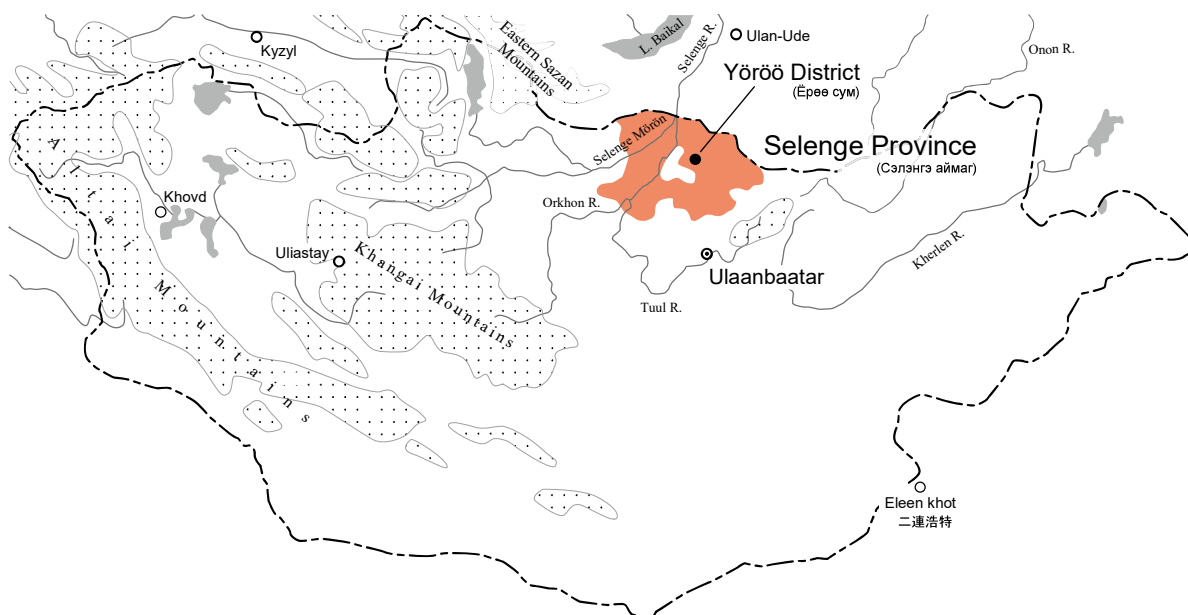 L. Baikal
Selenge R.
Ulan-Ude
Onon R.
Kyzyl
Eastern Sazan
Mountains
Yöröö District
(Ёрөө сум)
Selenge Mörön
Selenge Province
(Сэлэнгэ аймаг)
Altai Mountains
Khovd
Orkhon R.
Uliastay
Khangai Mountains
Ulaanbaatar
Kherlen R.
Tuul R.
Eleen khot
二連浩特